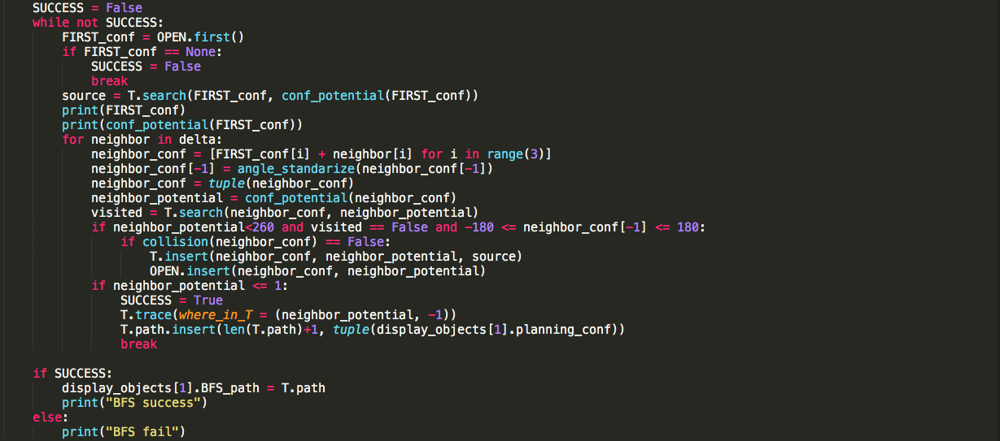 SUCCESS = False
while not SUCCESS:
    FIRST_conf = OPEN.first()
    if FIRST_conf == None:
        SUCCESS = False
        break
    source = T.search(FIRST_conf, conf_potential(FIRST_conf))
    print(FIRST_conf)
    print(conf_potential(FIRST_conf))
    for neighbor in delta:
        neighbor_conf = [FIRST_conf[i] + neighbor[i] for i in range(3)]
        neighbor_conf[-1] = angle_standarize(neighbor_conf[-1])
        neighbor_conf = tuple(neighbor_conf)
        neighbor_potential = conf_potential(neighbor_conf)
        visited = T.search(neighbor_conf, neighbor_potential)
        if neighbor_potential<260 and visited == False and -180 <= neighbor_conf[-1] <= 180:
            if collision(neighbor_conf) == False:
                T.insert(neighbor_conf, neighbor_potential, source)
                OPEN.insert(neighbor_conf, neighbor_potential)
        if neighbor_potential <= 1:
            SUCCESS = True
            T.trace(where_in_T = (neighbor_potential, -1))
            T.path.insert(len(T.path)+1, tuple(display_objects[1].planning_conf))
            break
if SUCCESS:
    display_objects[1].BFS_path = T.path
    print("BFS success")
else:
    print("BFS fail")